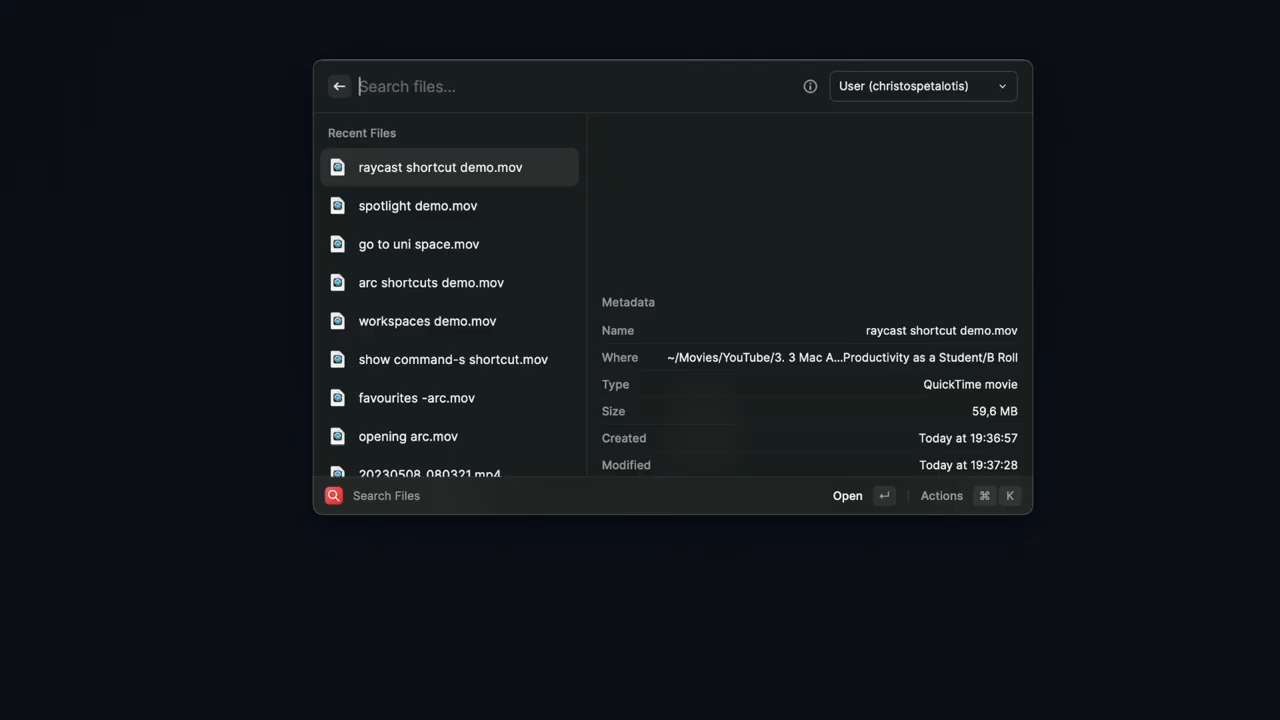 Search files...
User (christospetalotis)
Recent Files
raycast shortcut demo.mov
spotlight demo.mov
go to uni space.mov
arc shortcuts demo.mov
workspaces demo.mov
show command-s shortcut.mov
favourites -arc.mov
opening arc.mov
20230508_080321.mp4
Metadata
Name raycast shortcut demo.mov
Where ~/Movies/YouTube/3. 3 Mac A...Productivity as a Student/B Roll
Type QuickTime movie
Size 59,6 MB
Created Today at 19:36:57
Modified Today at 19:37:28
Search Files
Open ↵ Actions ⌘ K